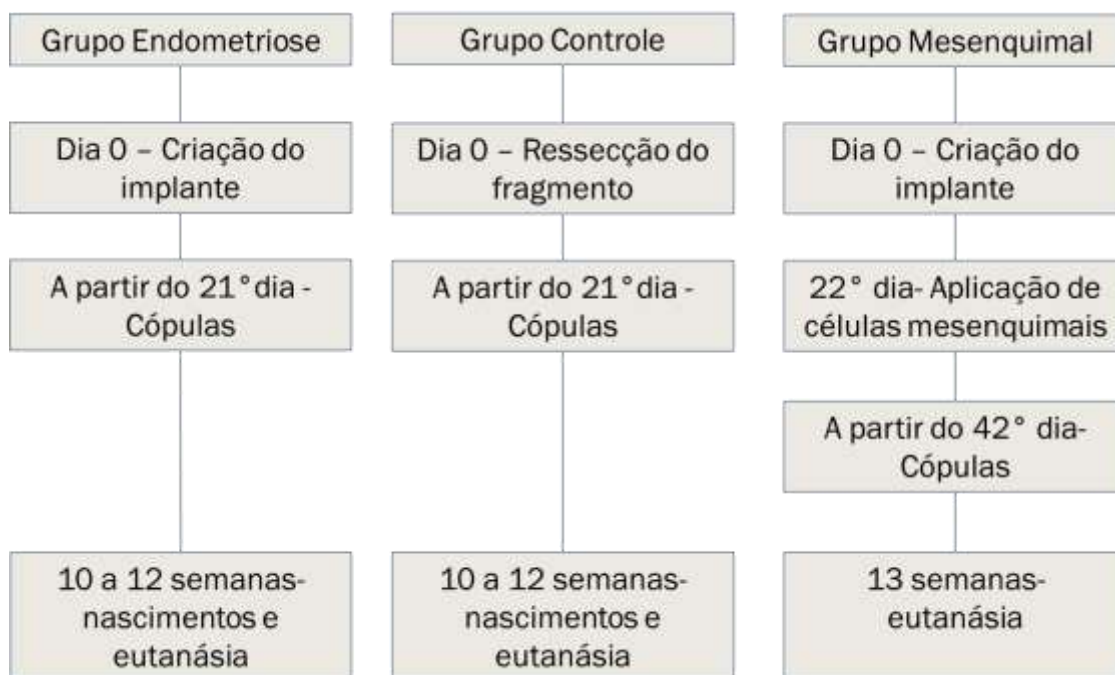 Grupo Endometriose
Dia 0 – Criação do
implante
A partir do 21°dia -
Cópulas
10 a 12 semanas-
nascimentos e
eutanásia
Grupo Controle
Dia 0 – Ressecção do
fragmento
A partir do 21°dia -
Cópulas
10 a 12 semanas-
nascimentos e
eutanásia
Grupo Mesenquimal
Dia 0 – Criação do
implante
22° dia- Aplicação de
células mesenquimais
A partir do 42° dia-
Cópulas
13 semanas-
eutanásia